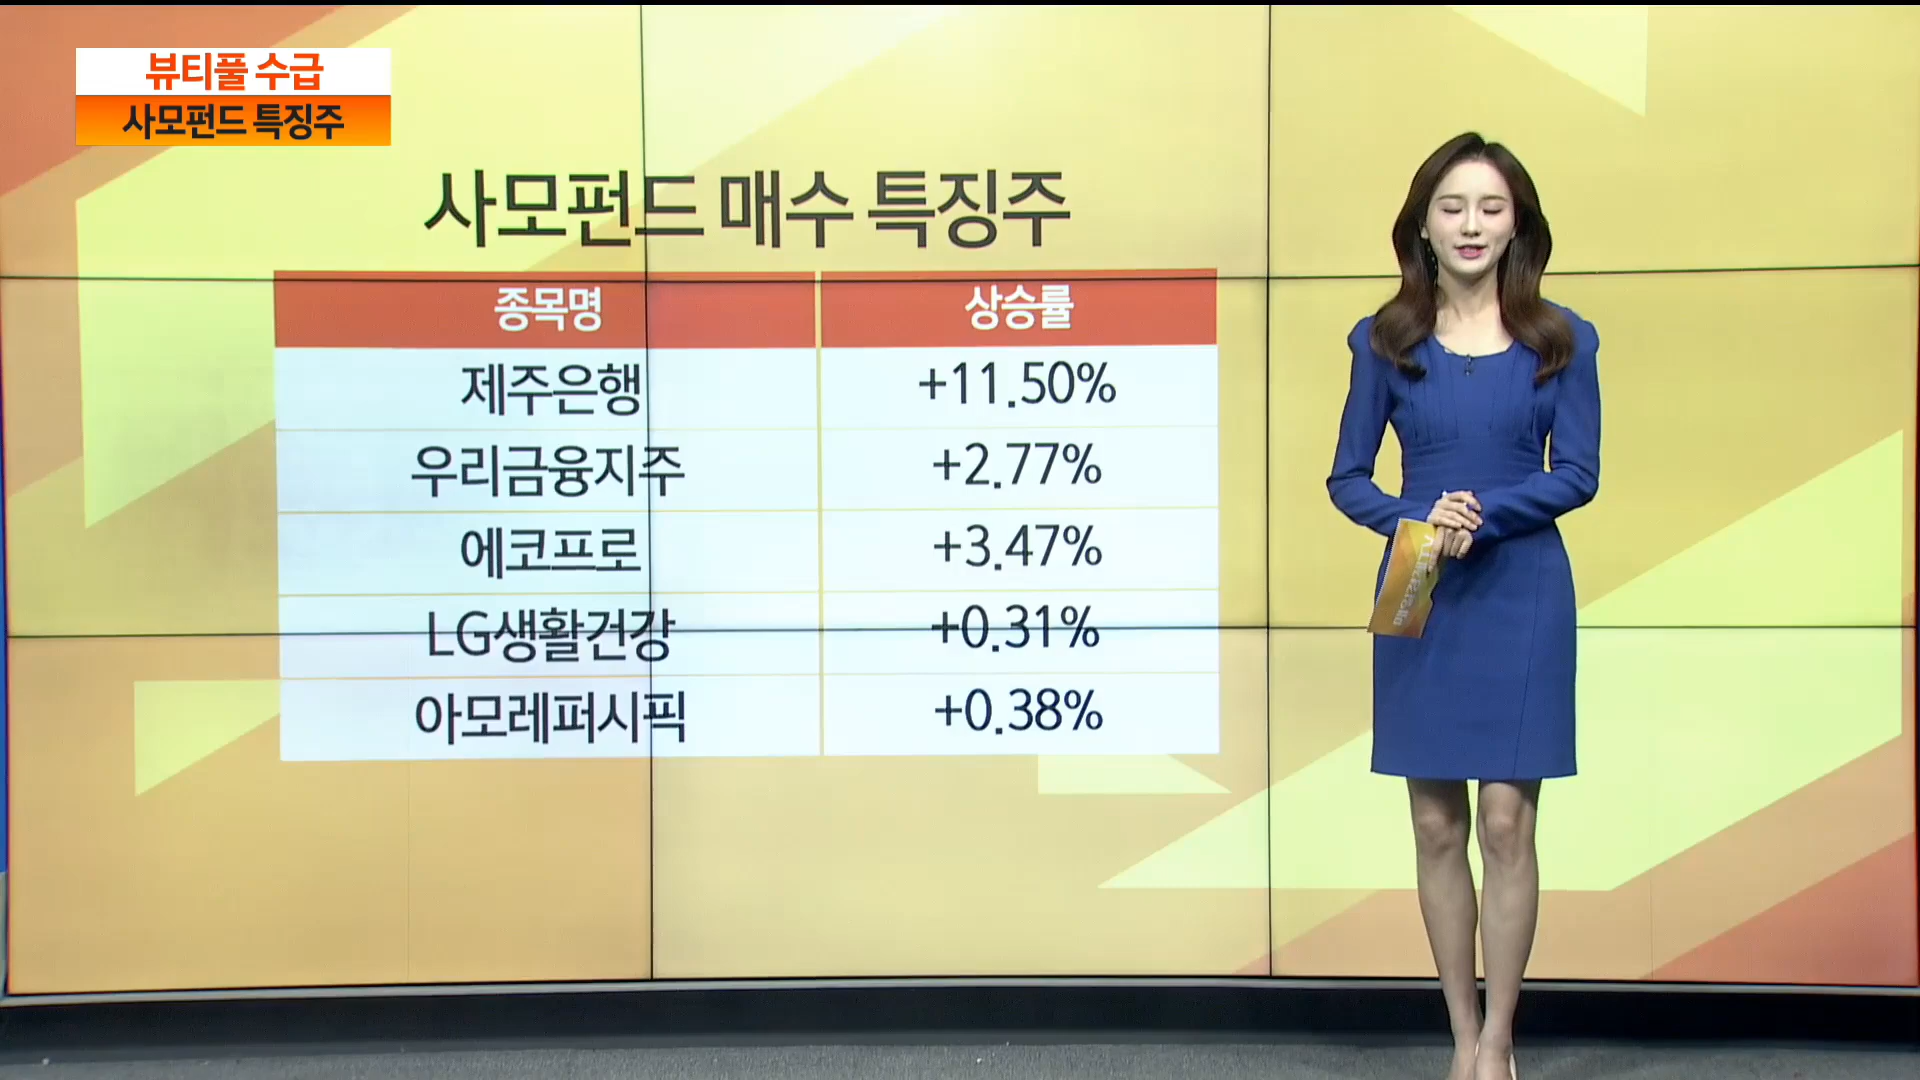 뷰티풀 수급
사모펀드 특징주
사모펀드 매수 특징주
종목명 상승률
제주은행 +11.50%
우리금융지주 +2.77%
에코프로 +3.47%
LG생활건강 +0.31%
아모레퍼시픽 +0.38%